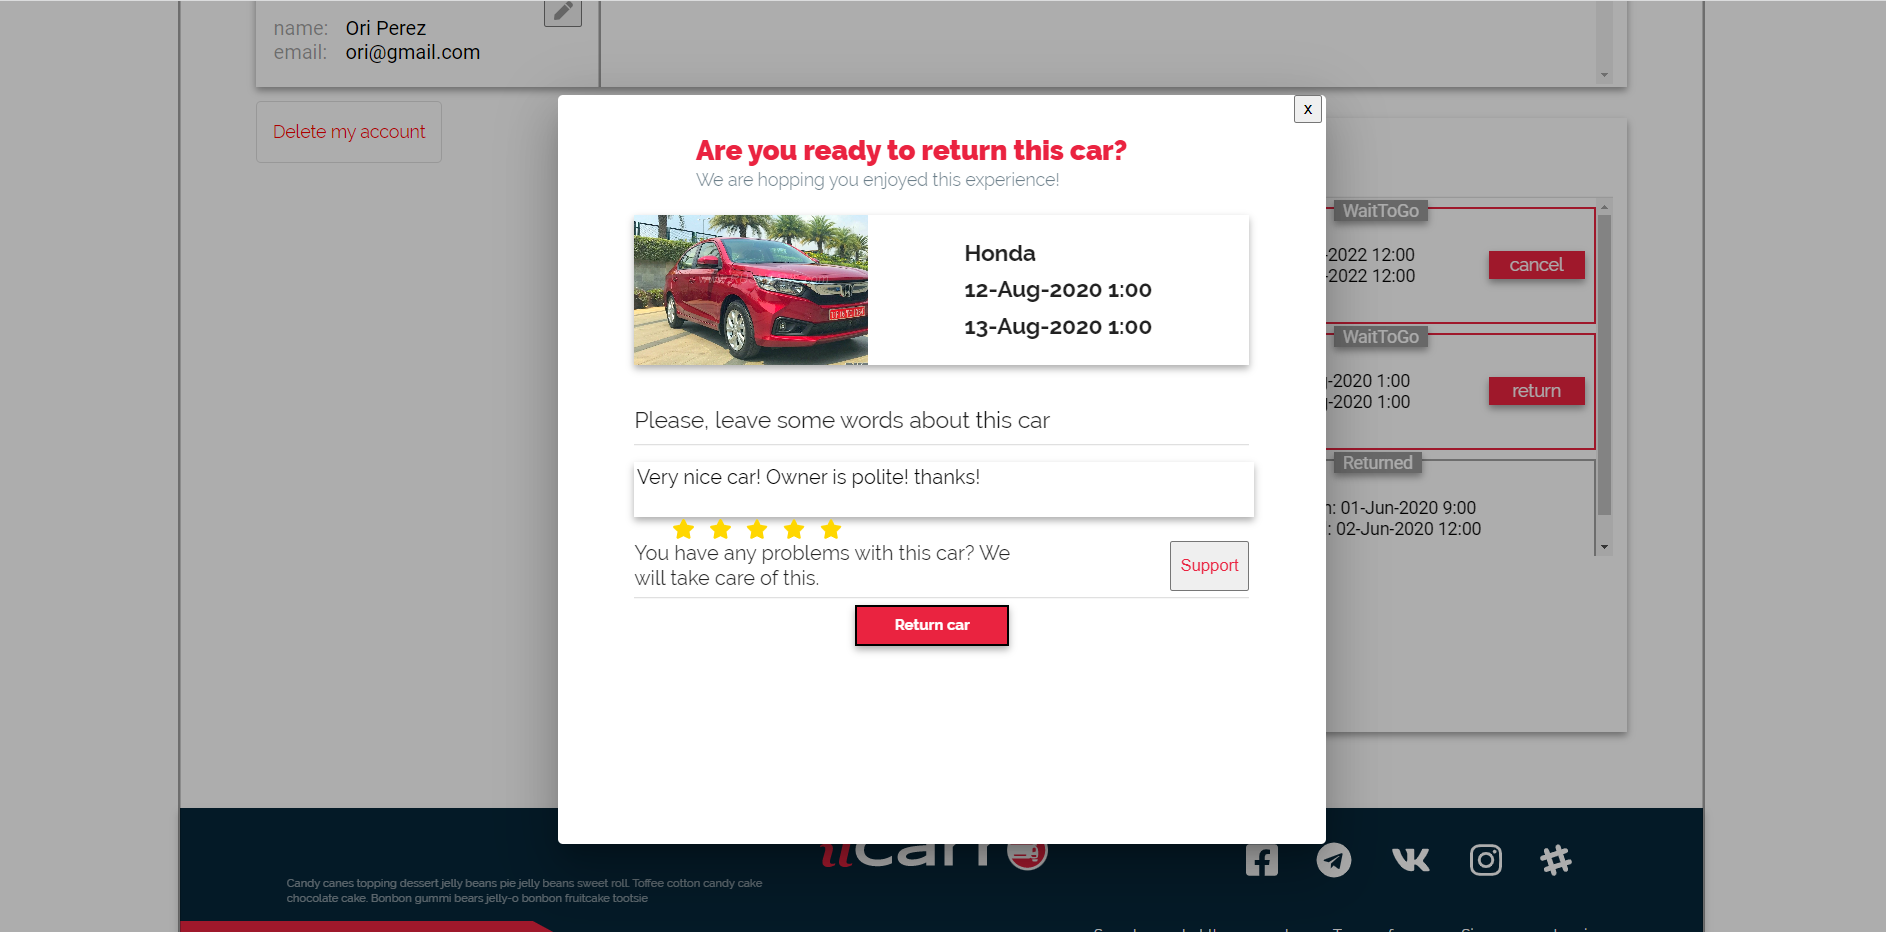 name: Ori Perez
email: ori@gmail.com
Delete my account
x
Are you ready to return this car?
We are hopping you enjoyed this experience!
Honda
12-Aug-2020 1:00
13-Aug-2020 1:00
Please, leave some words about this car
Very nice car! Owner is polite! thanks!
You have any problems with this car? We
will take care of this.
Support
Return car
WaitToGo
-2022 12:00
-2022 12:00
cancel
WaitToGo
-2020 1:00
-2020 1:00
return
Returned
: 01-Jun-2020 9:00
: 02-Jun-2020 12:00
Candy canes topping dessert jelly beans pie jelly beans sweet roll. Toffee cotton candy cake
chocolate cake. Bonbon gummi bears jelly-o bonbon fruitcake tootsie